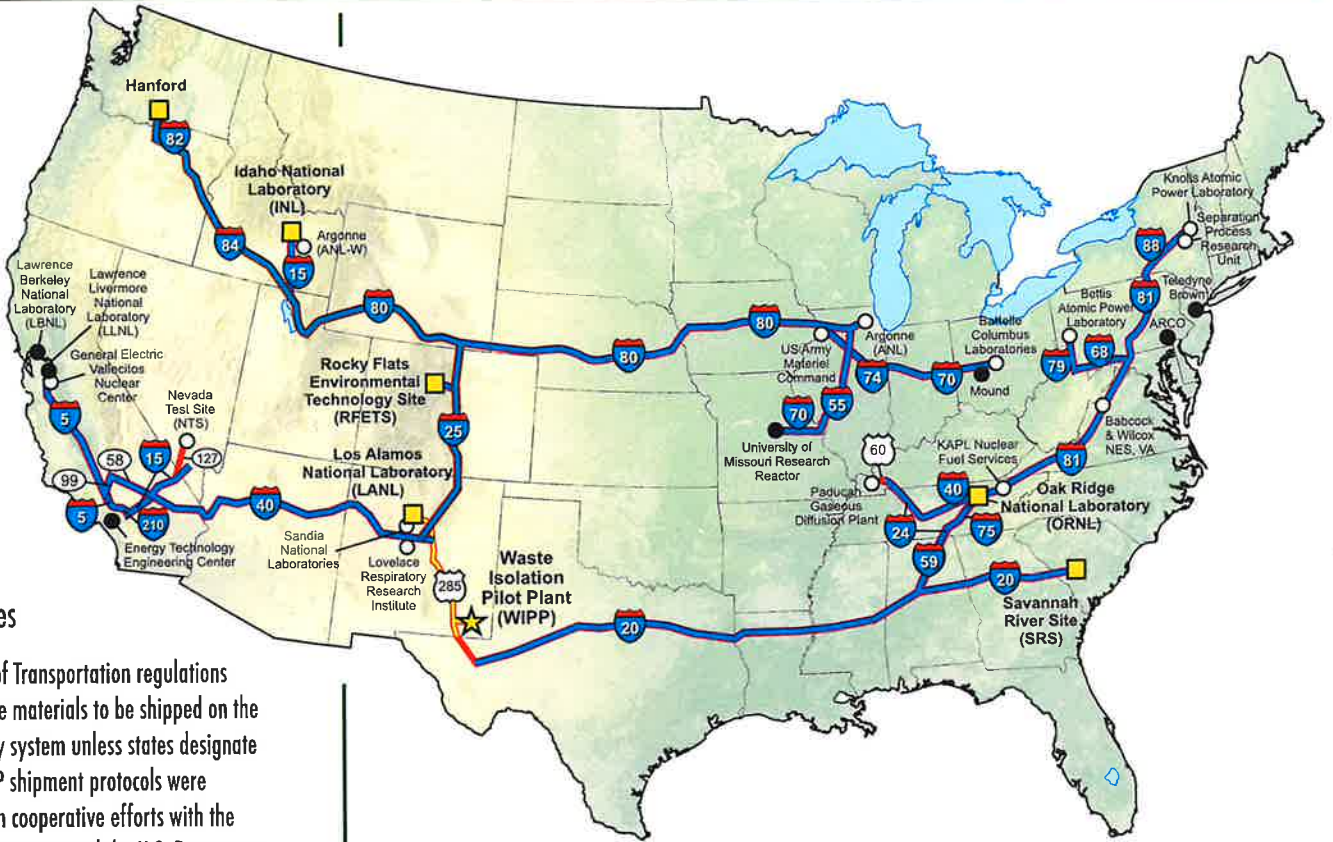 Hanford
82
Idaho National
Laboratory
(INL)
Argonne
(ANL-W)
84
15
Lawrence
Berkeley
National
Laboratory
(LBNL)
Lawrence
Livermore
National
Laboratory
(LLNL)
General Electric
Vallecitos
Nuclear
Center
Nevada
Test Site
(NTS)
5
99
58
15
127
5
210
Energy Technology
Engineering Center
80
80
80
Rocky Flats
Environmental
Technology Site
(RFETS)
25
Los Alamos
National Laboratory
(LANL)
40
Sandia
National
Laboratories
Lovelace
Respiratory
Research
Institute
285
Waste
Isolation
Pilot Plant
(WIPP)
20
US Army
Materiel
Command
Argonne
(ANL)
74
70
55
70
University of
Missouri Research
Reactor
Battelle
Columbus
Laboratories
Mound
Bettis
Atomic Power
Laboratory
79
68
Knolls Atomic
Power Laboratory
Separation
Process
Research
Unit
88
81
Teledyne
Brown
ARCO
Babcock
& Wilcox
NES, VA
81
60
KAPL Nuclear
Fuel Services
Paducah
Gaseous
Diffusion Plant
40
24
75
Oak Ridge
National Laboratory
(ORNL)
59
20
Savannah
River Site
(SRS)
es
of Transportation regulations
e materials to be shipped on the
y system unless states designate
P shipment protocols were
n cooperative efforts with the